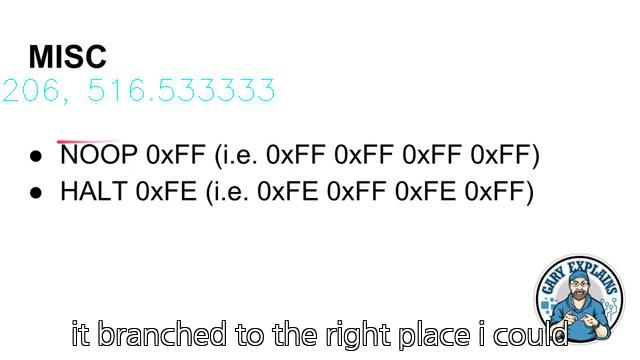 MISC
206, 516.533333
● NOOP 0xFF (i.e. 0xFF 0xFF 0xFF 0xFF)
● HALT 0xFE (i.e. 0xFE 0xFF 0xFE 0xFF)
GARY EXPLAINS
it branched to the right place i could